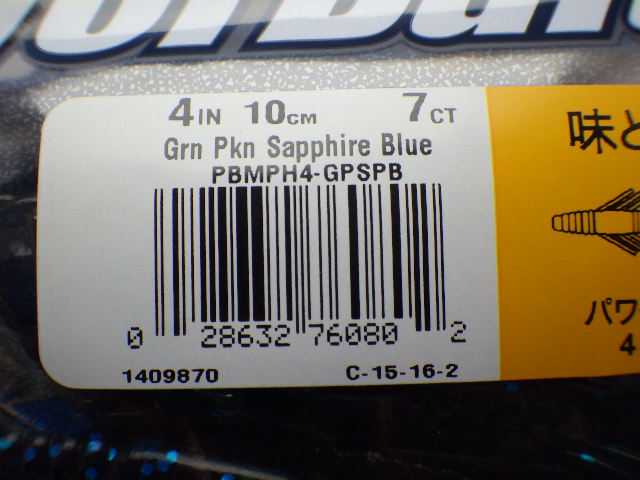 4IN 10CM 7CT
Grn Pkn Sapphire Blue
PBMPH4-GPSPB
0 28632 76080 2
1409870 C-15-16-2
味と
パワ
4